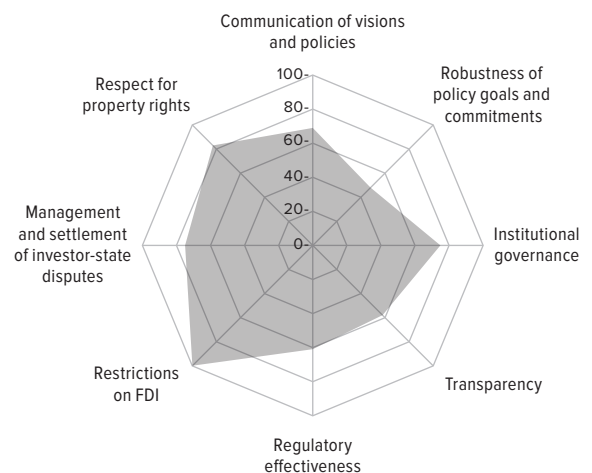 Communication of visions
and policies
Robustness of
policy goals and
commitments
Respect for
property rights
100-
80-
60-
40-
20-
0-
Management
and settlement
of investor-state
disputes
Institutional
governance
Restrictions
on FDI
Transparency
Regulatory
effectiveness